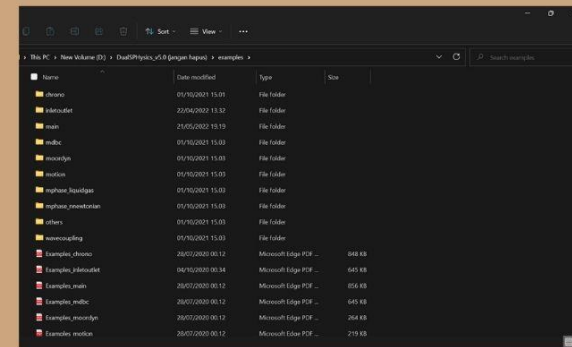 Sort
View
This PC > New Volume (D:) > DualSPHysics_v5.0 (jangan hapus) > examples >
Search examples
Name Date modified Type Size
chrono 01/10/2021 15.01 File folder
inletoutlet 22/04/2022 13.32 File folder
main 21/05/2022 19.19 File folder
mdbc 01/10/2021 15.03 File folder
moordyn 01/10/2021 15.03 File folder
motion 01/10/2021 15.03 File folder
mphase_liquidgas 01/10/2021 15.03 File folder
mphase_nnewtonian 01/10/2021 15.03 File folder
others 01/10/2021 15.03 File folder
wavecoupling 01/10/2021 15.03 File folder
Examples_chrono 28/07/2020 00.12 Microsoft Edge PDF ... 848 KB
Examples_inletoutlet 04/10/2020 00.34 Microsoft Edge PDF ... 645 KB
Examples_main 28/07/2020 00.12 Microsoft Edge PDF ... 856 KB
Examples_mdbc 28/07/2020 00.12 Microsoft Edge PDF ... 645 KB
Examples_moordyn 28/07/2020 00.12 Microsoft Edge PDF ... 264 KB
Examples_motion 28/07/2020 00.12 Microsoft Edge PDF ... 219 KB